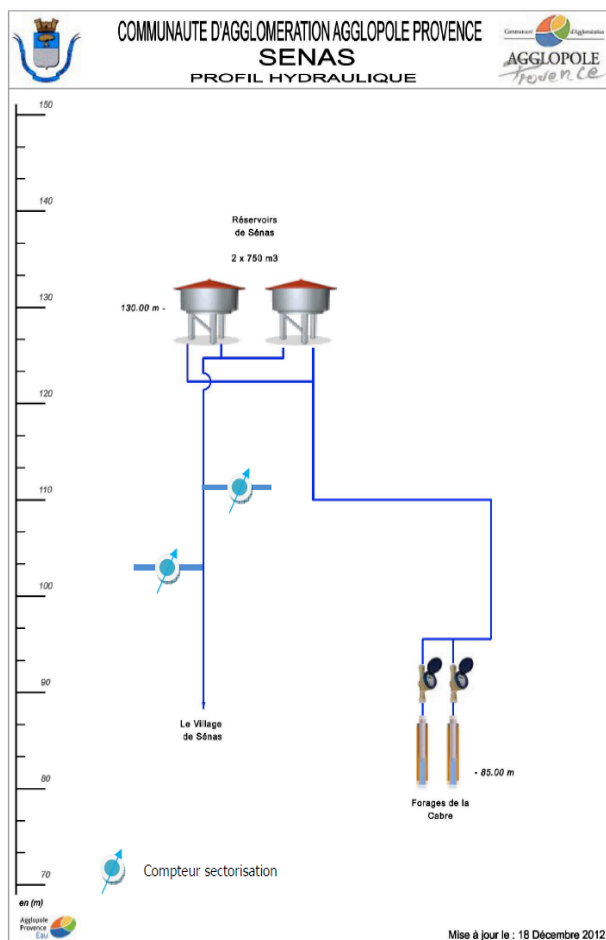 COMMUNAUTE D'AGGLOMERATION AGGLOPOLE PROVENCE
SENAS
PROFIL HYDRAULIQUE
Communauté d'Agglomération
AGGLOPOLE
Provence
150
140
Réservoirs
de Sénas
2 x 750 m3
130
130.00 m -
120
110
100
90
Le Village
de Sénas
- 85.00 m
80
Forages de la
Cabre
Compteur sectorisation
70
en (m)
Agglopole
Provence
Eau
Mise à jour le : 18 Décembre 2012